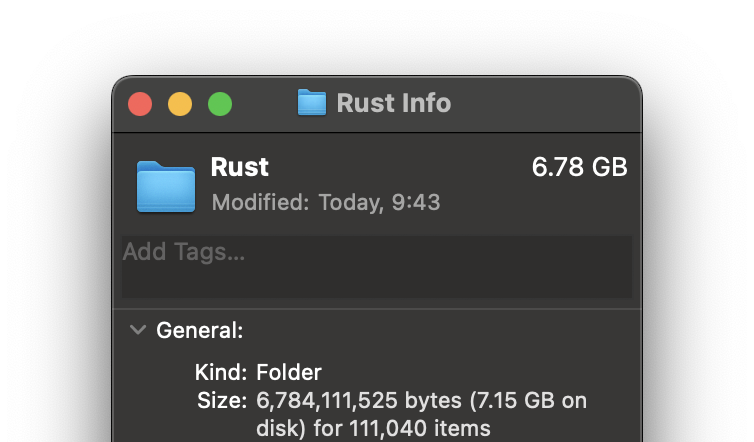 Rust Info
Rust 6.78 GB
Modified: Today, 9:43
Add Tags...
General:
Kind: Folder
Size: 6,784,111,525 bytes (7.15 GB on
disk) for 111,040 items